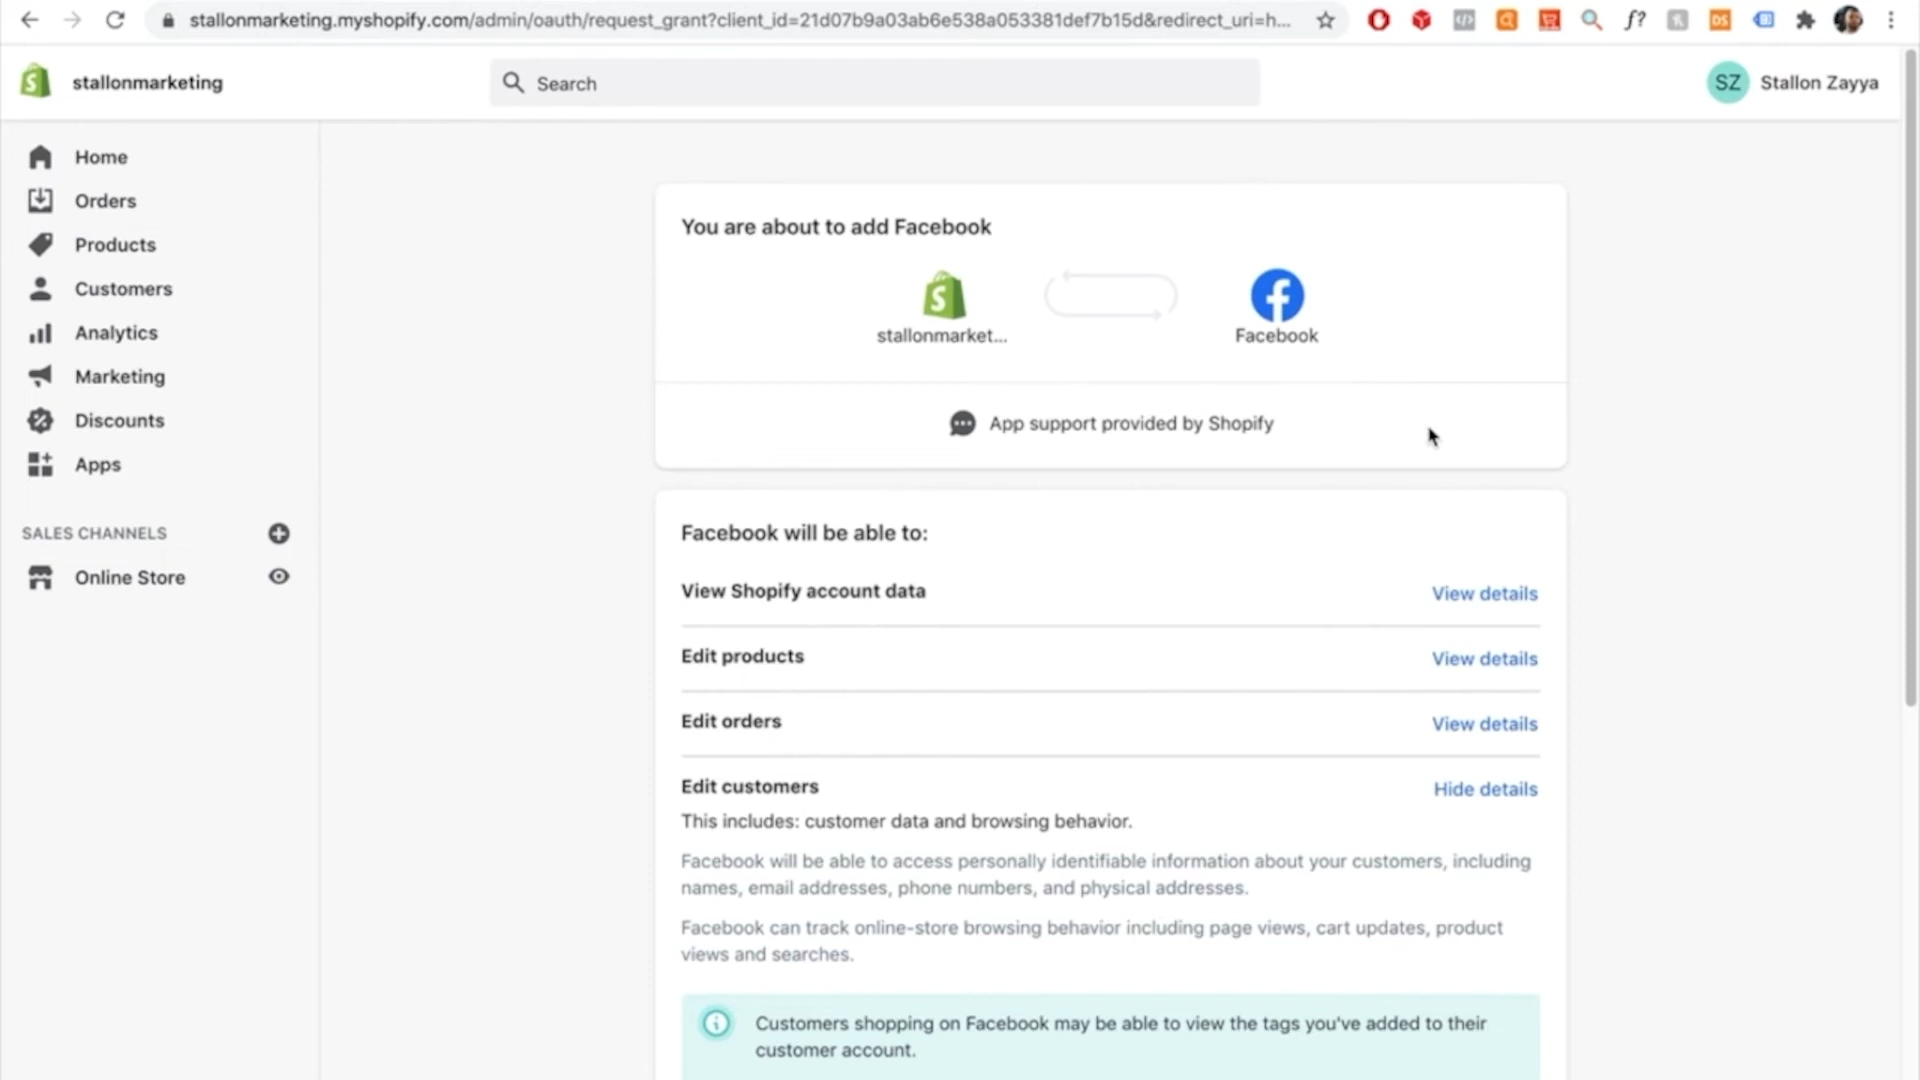 stallonmarketing.myshopify.com/admin/oauth/request_grant?client_id=21d07b9a03ab6e538a053381def7b15d&redirect_uri=h...
stallonmarketing
Search
SZ
Stallon Zayya
Home
Orders
Products
Customers
Analytics
Marketing
Discounts
Apps
SALES CHANNELS
Online Store
You are about to add Facebook
stallonmarket...
Facebook
App support provided by Shopify
Facebook will be able to:
View Shopify account data
View details
Edit products
View details
Edit orders
View details
Edit customers
Hide details
This includes: customer data and browsing behavior.
Facebook will be able to access personally identifiable information about your customers, including
names, email addresses, phone numbers, and physical addresses.
Facebook can track online-store browsing behavior including page views, cart updates, product
views and searches.
Customers shopping on Facebook may be able to view the tags you've added to their
customer account.